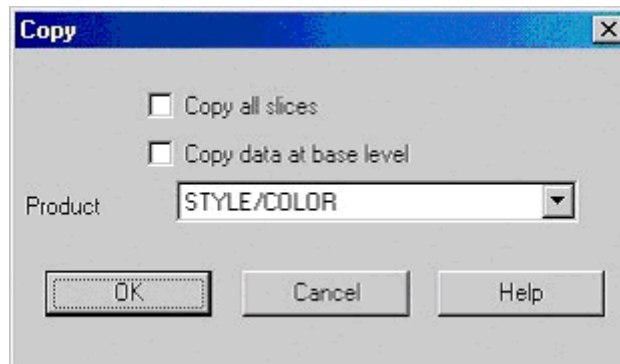 Copy
Copy all slices
Copy data at base level
Product STYLE/COLOR
OK Cancel Help